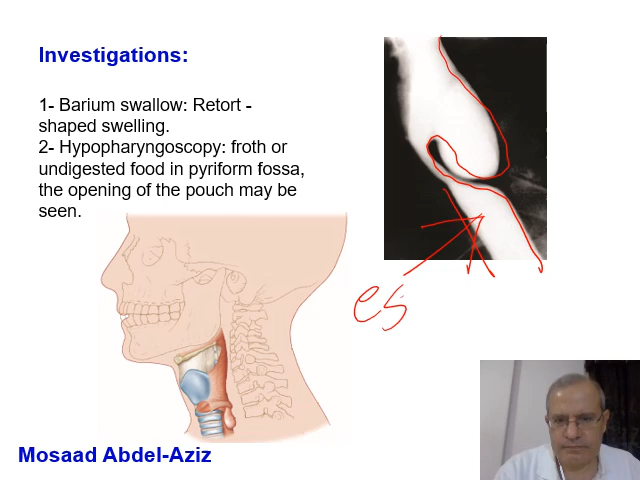 Investigations:
1- Barium swallow: Retort -
shaped swelling.
2- Hypopharyngoscopy: froth or
undigested food in pyriform fossa,
the opening of the pouch may be
seen.
es
Mosaad Abdel-Aziz